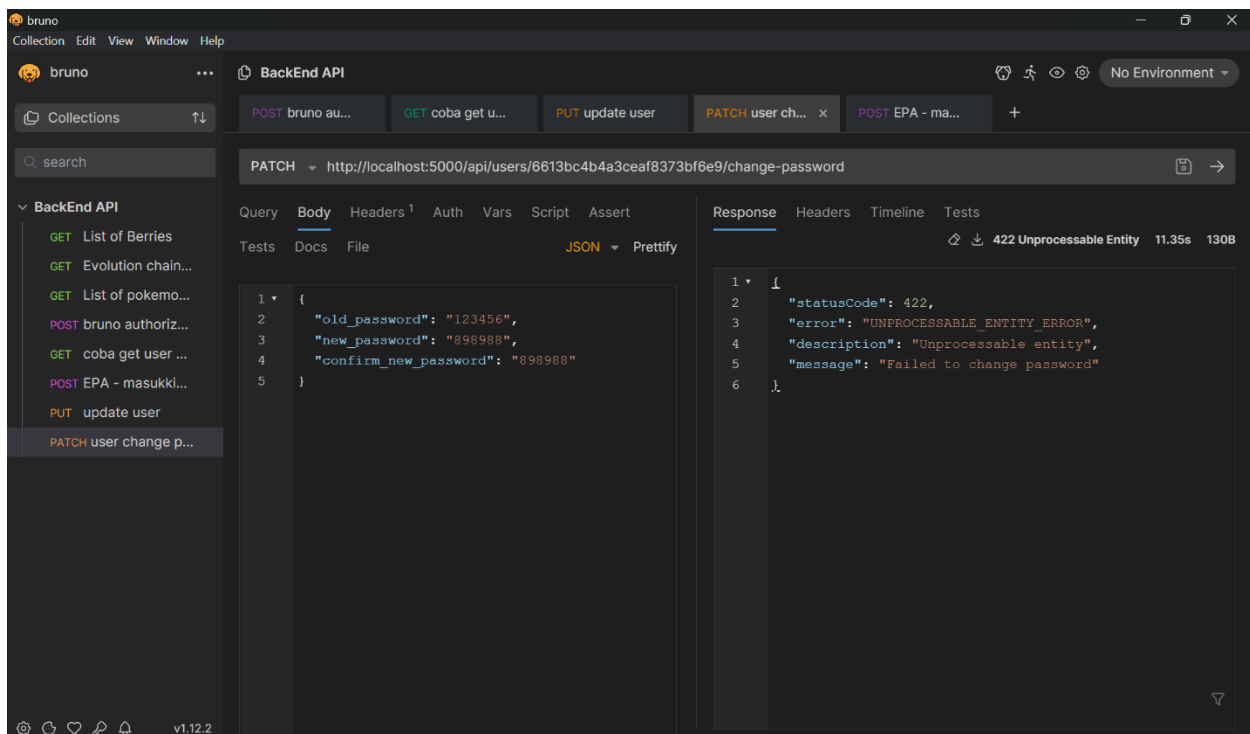 bruno
Collection Edit View Window Help
bruno ...
Collections
search
BackEnd API
GET List of Berries
GET Evolution chain...
GET List of pokemo...
POST bruno authoriz...
GET coba get user ...
POST EPA - masukki...
PUT update user
PATCH user change p...
v1.12.2
BackEnd API
No Environment
POST bruno au...
GET coba get u...
PUT update user
PATCH user ch... x
POST EPA - ma...
+
PATCH http://localhost:5000/api/users/6613bc4b4a3ceaf8373bf6e9/change-password
Query Body Headers 1 Auth Vars Script Assert
Tests Docs File JSON Prettify
1 {
2 "old_password": "123456",
3 "new_password": "898988",
4 "confirm_new_password": "898988"
5 }
Response Headers Timeline Tests
422 Unprocessable Entity 11.35s 130B
1 {
2 "statusCode": 422,
3 "error": "UNPROCESSABLE_ENTITY_ERROR",
4 "description": "Unprocessable entity",
5 "message": "Failed to change password"
6 }